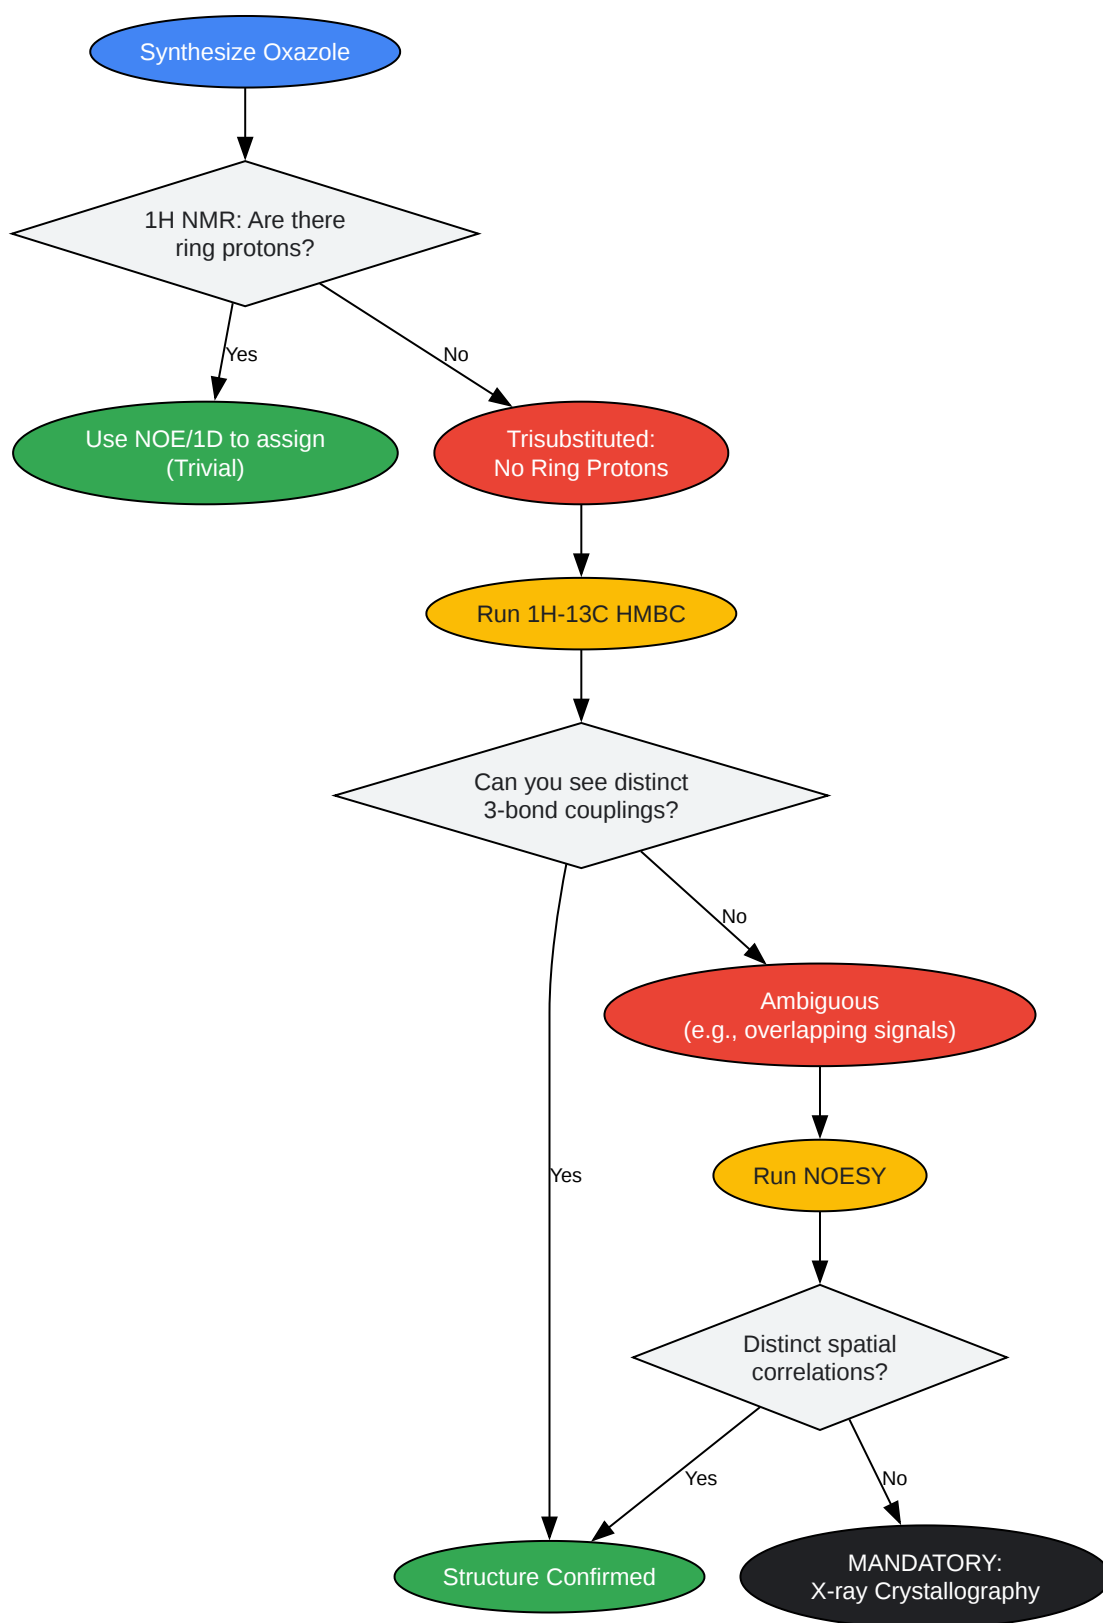 Synthesize Oxazole
1H NMR: Are there
ring protons?
Yes
No
Use NOE/1D to assign
(Trivial)
Trisubstituted:
No Ring Protons
Run 1H-13C HMBC
Can you see distinct
3-bond couplings?
No
Ambiguous
(e.g., overlapping signals)
Yes
Run NOESY
Distinct spatial
correlations?
Yes
No
Structure Confirmed
MANDATORY:
X-ray Crystallography